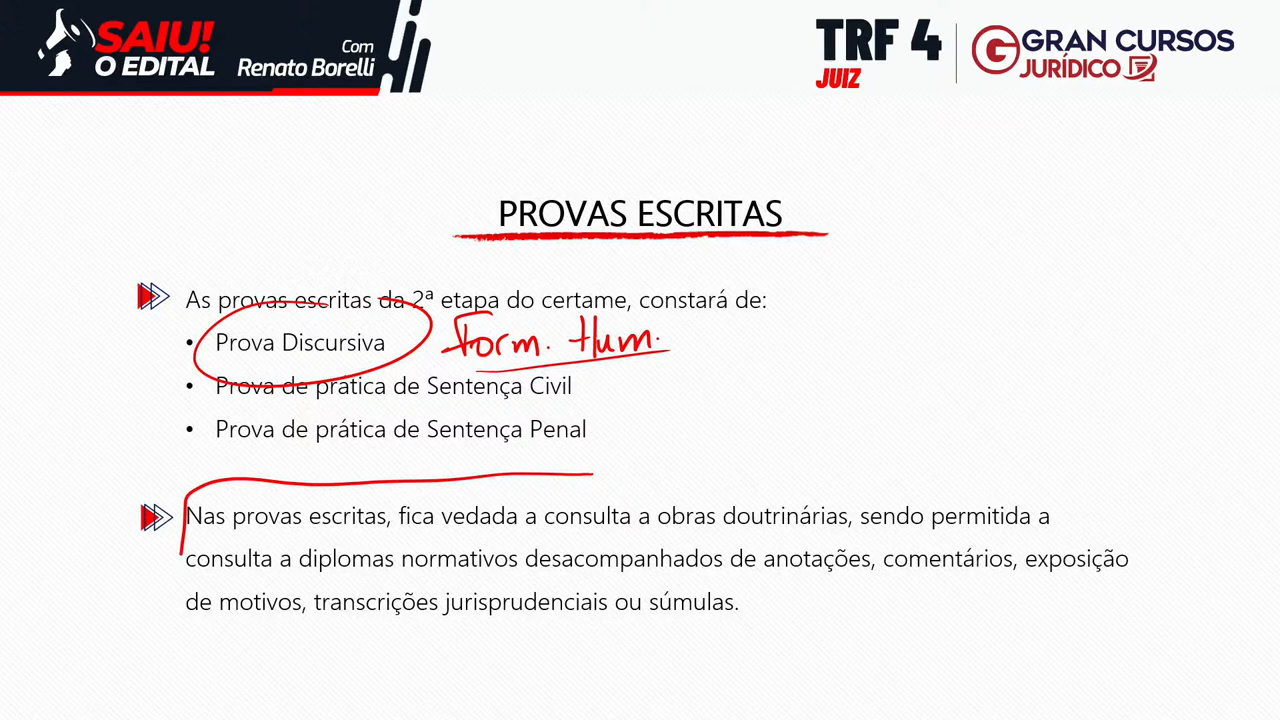 SAIU!
O EDITAL
Com
Renato Borelli
TRF 4
JUIZ
GRAN CURSOS
JURÍDICO
PROVAS ESCRITAS
As provas escritas da 2ª etapa do certame, constará de:
• Prova Discursiva
Form. Hum.
• Prova de prática de Sentença Civil
• Prova de prática de Sentença Penal
Nas provas escritas, fica vedada a consulta a obras doutrinárias, sendo permitida a
consulta a diplomas normativos desacompanhados de anotações, comentários, exposição
de motivos, transcrições jurisprudenciais ou súmulas.